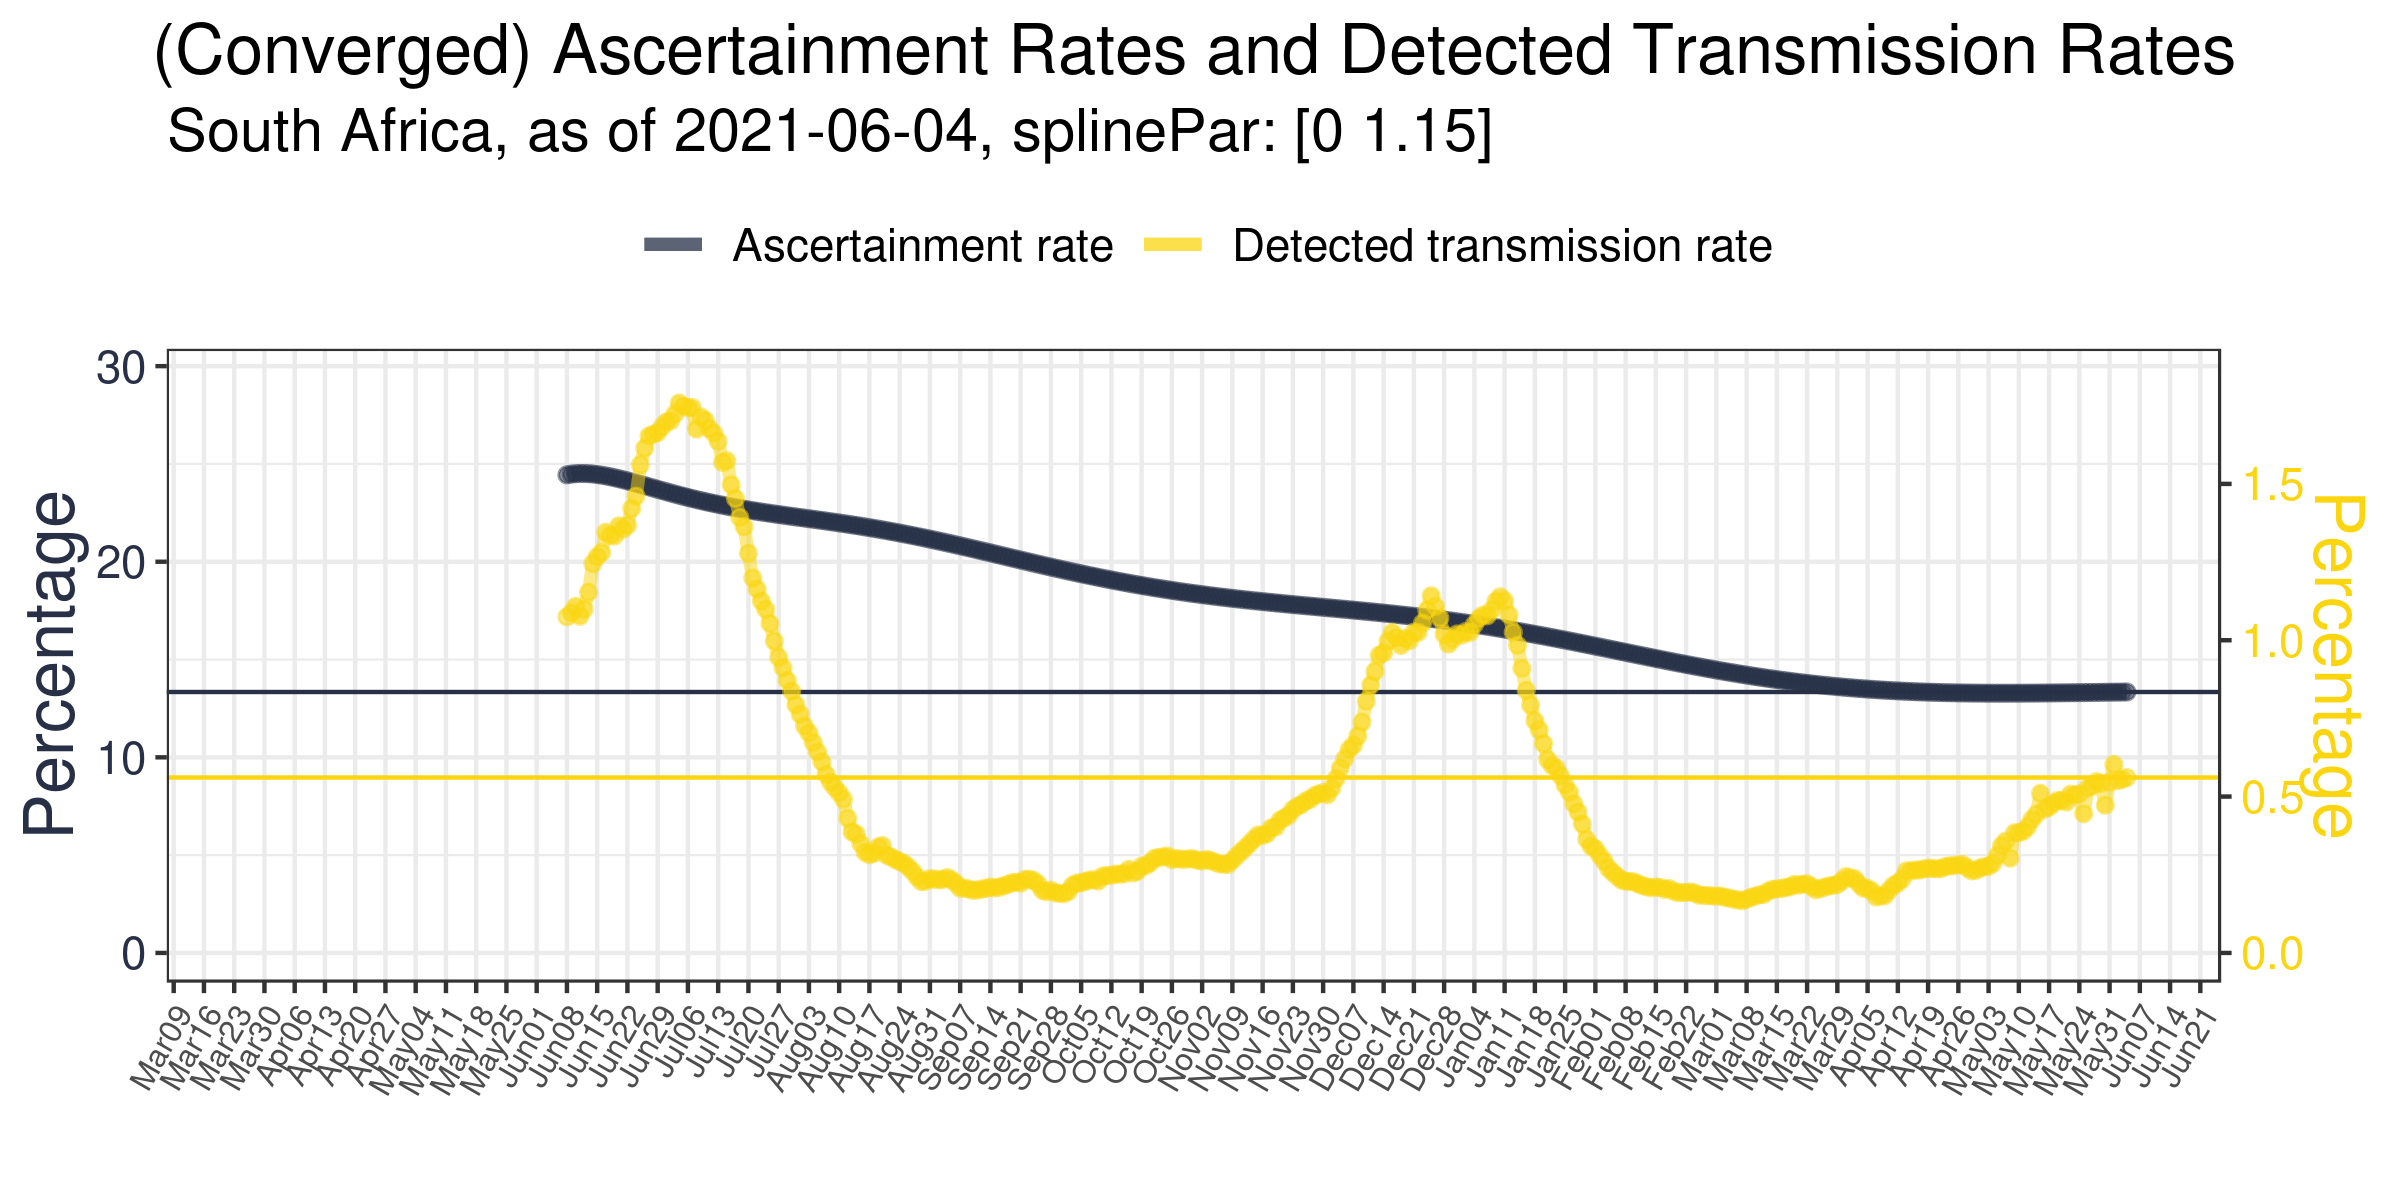 (Converged) Ascertainment Rates and Detected Transmission Rates
South Africa, as of 2021-06-04, splinePar: [0 1.15]
Ascertainment rate
Detected transmission rate
Percentage
30
20
10
0
1.5
1.0
0.5
0.0
Percentage
Mar09
Mar16
Mar23
Mar30
Apr06
Apr13
Apr20
Apr27
May04
May11
May18
May25
Jun01
Jun08
Jun15
Jun22
Jun29
Jul06
Jul13
Jul20
Jul27
Aug03
Aug10
Aug17
Aug24
Aug31
Sep07
Sep14
Sep21
Sep28
Oct05
Oct12
Oct19
Oct26
Nov02
Nov09
Nov16
Nov23
Nov30
Dec07
Dec14
Dec21
Dec28
Jan04
Jan11
Jan18
Jan25
Feb01
Feb08
Feb15
Feb22
Mar01
Mar08
Mar15
Mar22
Mar29
Apr05
Apr12
Apr19
Apr26
May03
May10
May17
May24
May31
Jun07
Jun14
Jun21